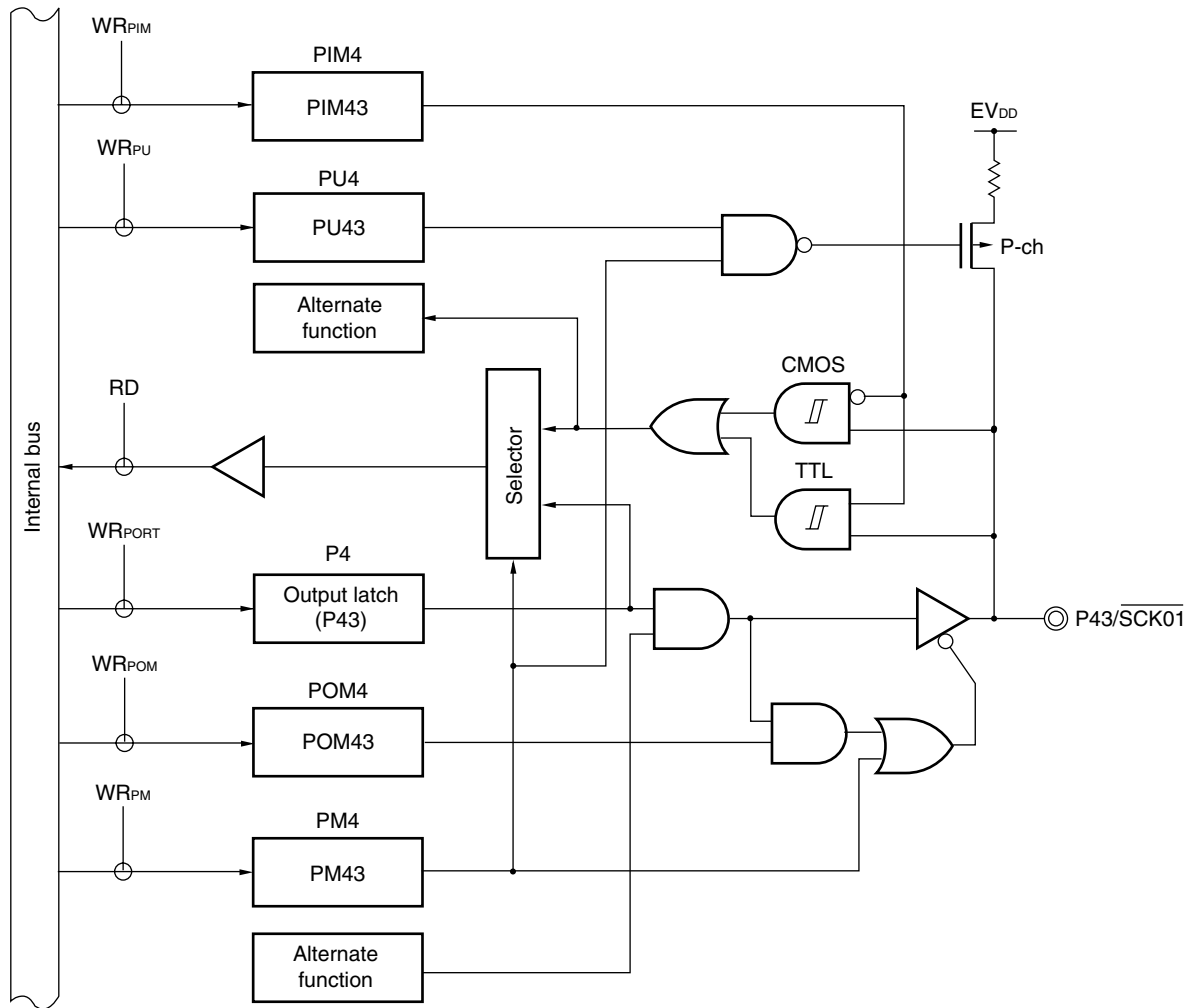 WRPIM
PIM4
PIM43
EVDD
WRPU
PU4
PU43
P-ch
Alternate
function
CMOS
RD
Selector
TTL
Internal bus
WRPORT
P4
Output latch
(P43)
P43/SCK01
WRPOM
POM4
POM43
WRPM
PM4
PM43
Alternate
function